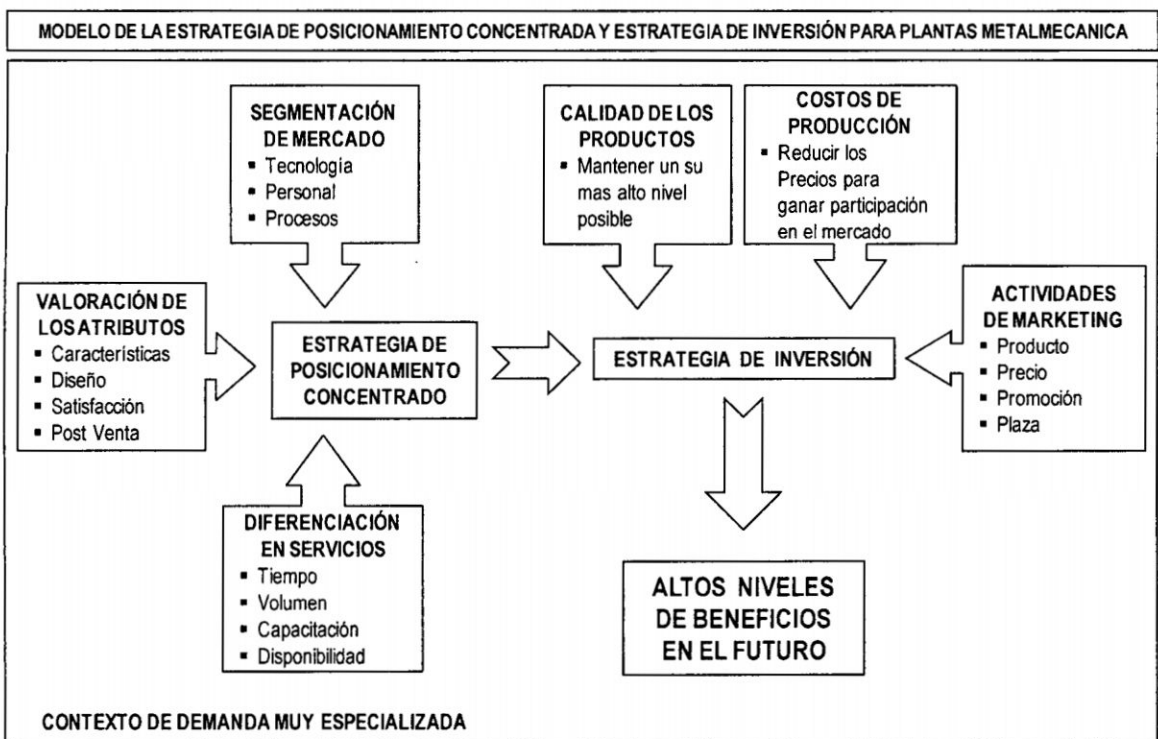 MODELO DE LA ESTRATEGIA DE POSICIONAMIENTO CONCENTRADA Y ESTRATEGIA DE INVERSIÓN PARA PLANTAS METALMECANICA
SEGMENTACIÓN
DE MERCADO
▪ Tecnología
▪ Personal
▪ Procesos
CALIDAD DE LOS
PRODUCTOS
▪ Mantener un su
mas alto nivel
posible
COSTOS DE
PRODUCCIÓN
▪ Reducir los
Precios para
ganar participación
en el mercado
VALORACIÓN DE
LOS ATRIBUTOS
▪ Características
▪ Diseño
▪ Satisfacción
▪ Post Venta
ESTRATEGIA DE
POSICIONAMIENTO
CONCENTRADO
ESTRATEGIA DE INVERSIÓN
ACTIVIDADES
DE MARKETING
▪ Producto
▪ Precio
▪ Promoción
▪ Plaza
DIFERENCIACIÓN
EN SERVICIOS
▪ Tiempo
▪ Volumen
▪ Capacitación
▪ Disponibilidad
ALTOS NIVELES
DE BENEFICIOS
EN EL FUTURO
CONTEXTO DE DEMANDA MUY ESPECIALIZADA